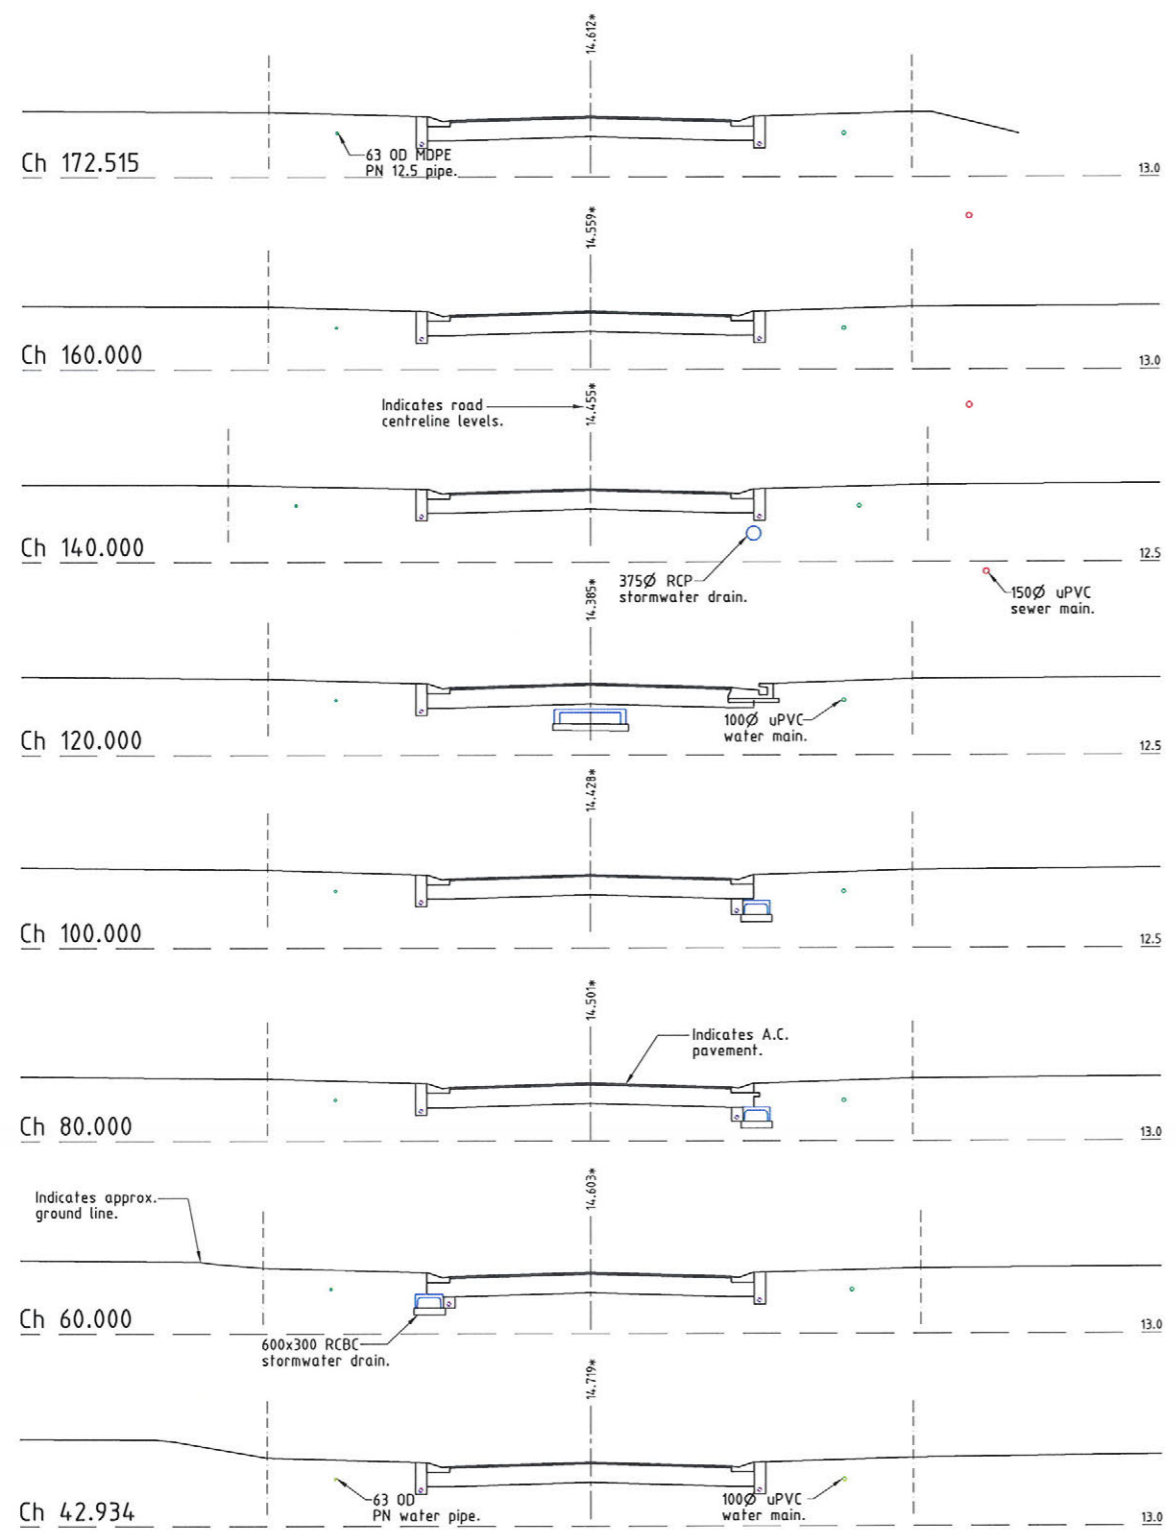 14.612*
63 OD MDPE
PN 12.5 pipe.
Ch 172.515
13.0
14.559*
Ch 160.000
13.0
Indicates road
centreline levels.
14.455*
Ch 140.000
12.5
375Ø RCP
stormwater drain.
150Ø uPVC
sewer main.
14.385*
100Ø uPVC
water main.
Ch 120.000
12.5
14.428*
Ch 100.000
12.5
14.501*
Indicates A.C.
pavement.
Ch 80.000
13.0
Indicates approx.
ground line.
14.603*
Ch 60.000
13.0
600x300 RCBC
stormwater drain.
14.719*
63 OD
PN water pipe.
100Ø uPVC
water main.
Ch 42.934
13.0